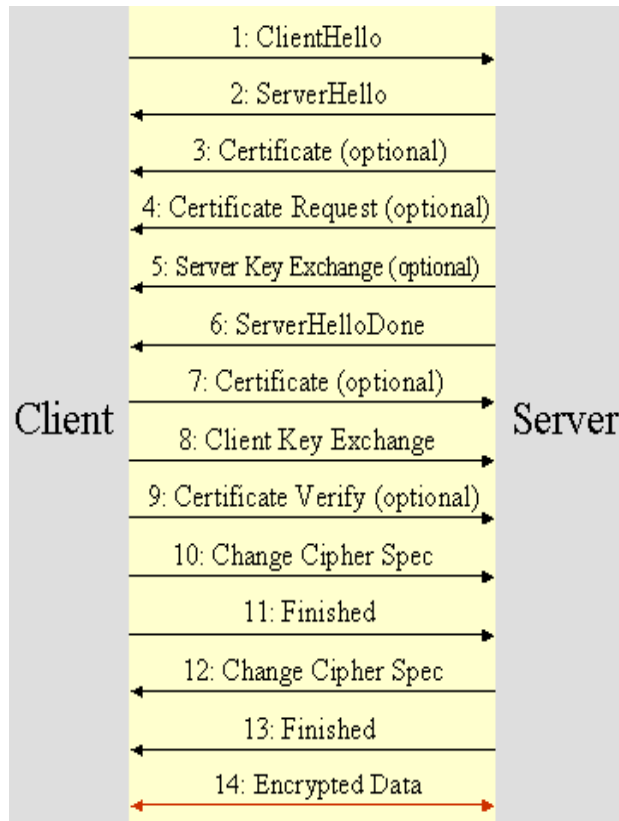 1: ClientHello
2: ServerHello
3: Certificate (optional)
4: Certificate Request (optional)
5: Server Key Exchange (optional)
6: ServerHelloDone
7: Certificate (optional)
Client
Server
8: Client Key Exchange
9: Certificate Verify (optional)
10: Change Cipher Spec
11: Finished
12: Change Cipher Spec
13: Finished
14: Encrypted Data